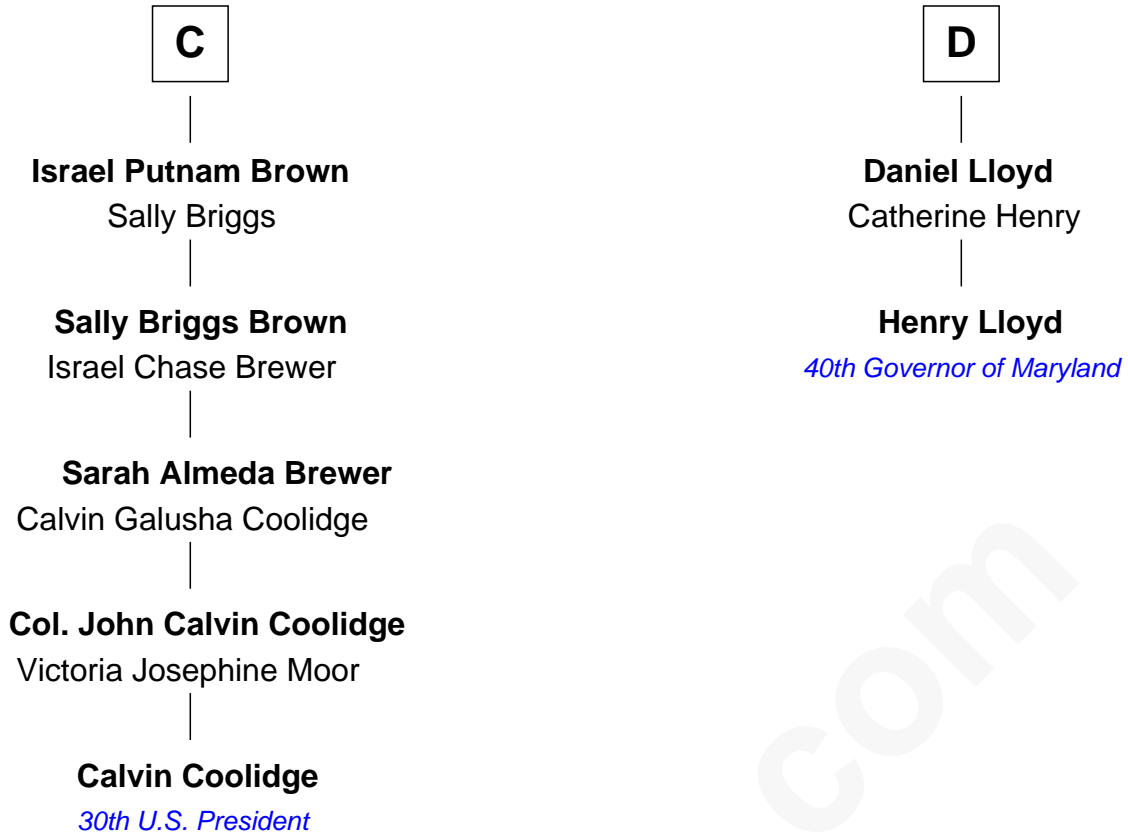 C
Israel Putnam Brown
Sally Briggs
Sally Briggs Brown
Israel Chase Brewer
Sarah Almeda Brewer
Calvin Galusha Coolidge
Col. John Calvin Coolidge
Victoria Josephine Moor
Calvin Coolidge
30th U.S. President
D
Daniel Lloyd
Catherine Henry
Henry Lloyd
40th Governor of Maryland
com